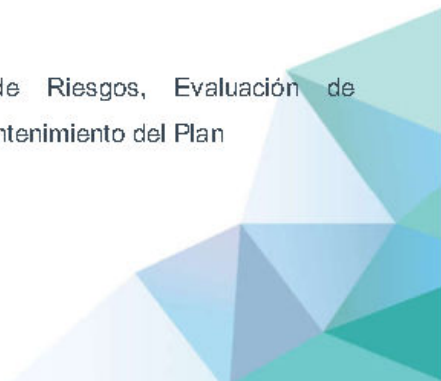 de Riesgos, Evaluación de
ntenimiento del Plan